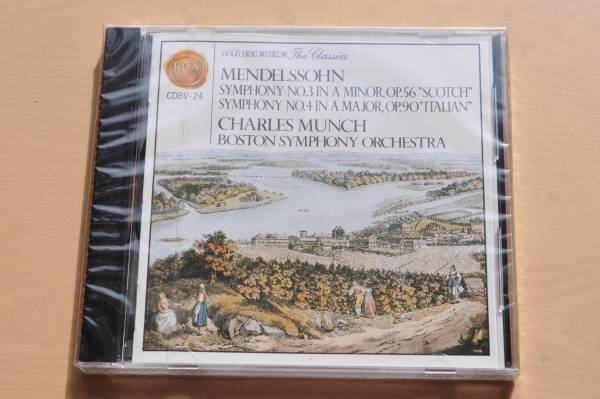 RCA
CDBV-24
GOLD DISC MUSEUM The Classics
MENDELSSOHN
SYMPHONY NO.3 IN A MINOR, OP.56 "SCOTCH"
SYMPHONY NO.4 IN A MAJOR, OP.90 "ITALIAN"
CHARLES MUNCH
BOSTON SYMPHONY ORCHESTRA